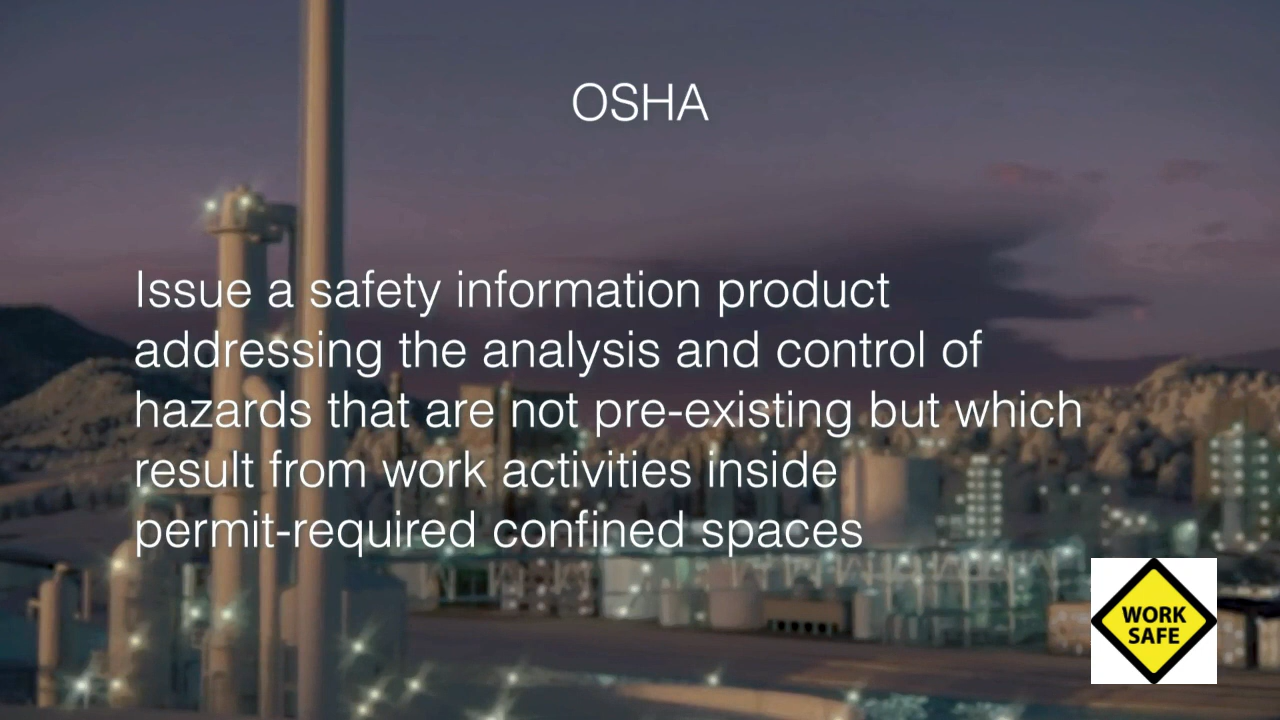 OSHA
Issue a safety information product
addressing the analysis and control of
hazards that are not pre-existing but which
result from work activities inside
permit-required confined spaces
WORK
SAFE